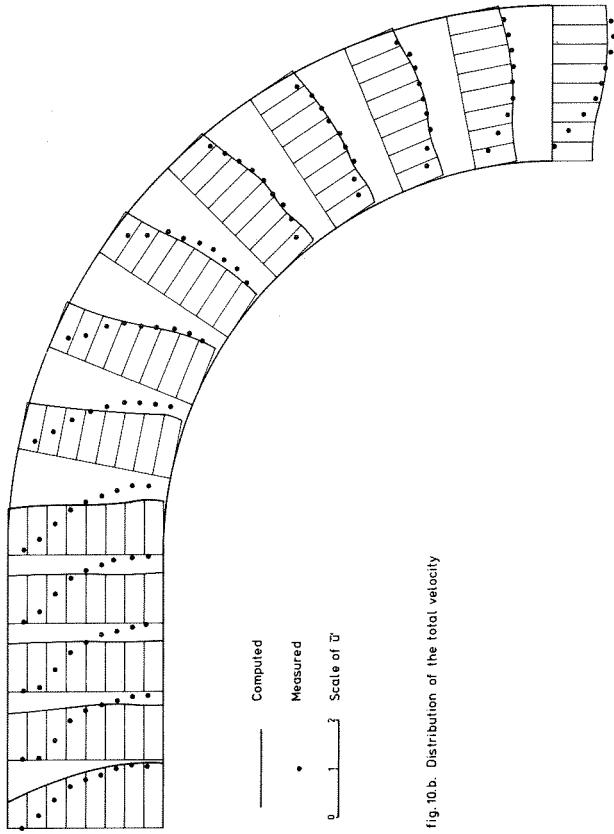 Computed
Measured
Scale of u̅'
0 1 2
fig. 10.b. Distribution of the total velocity